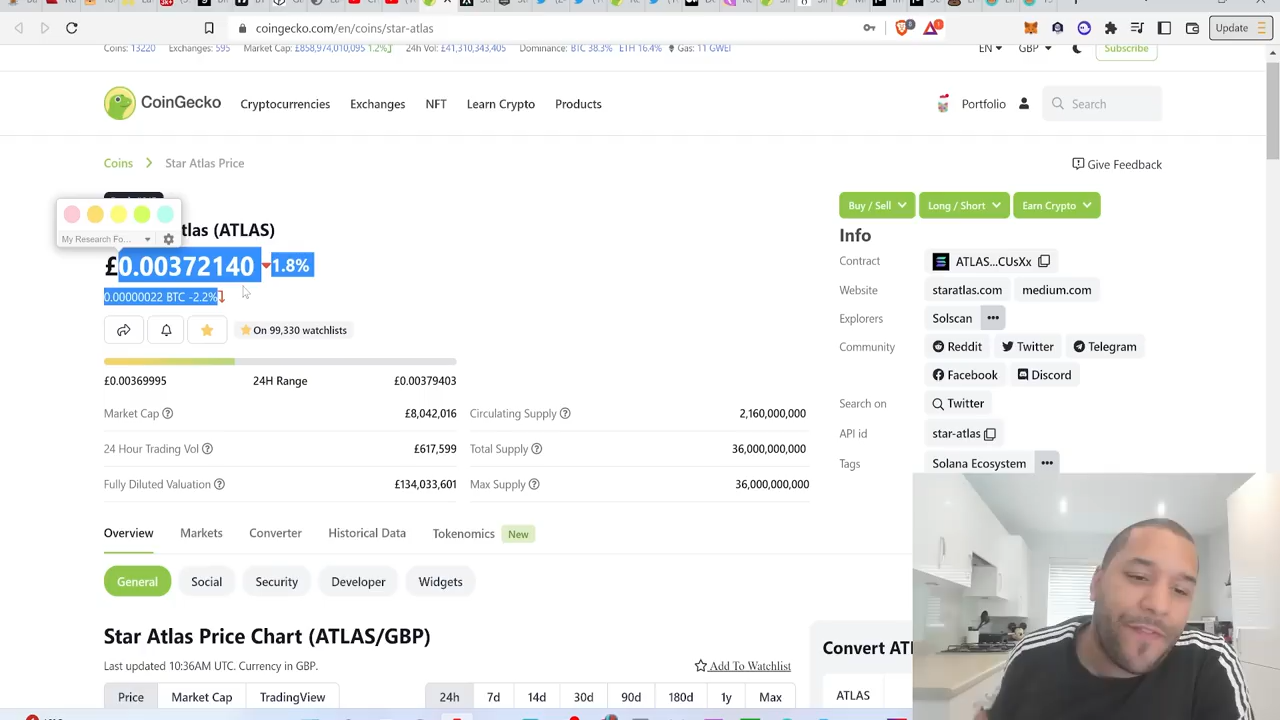 coingecko.com/en/coins/star-atlas
Update
Coins: 13220 Exchanges: 595 Market Cap: £858,974,010,095 1.2% 24h Vol: £41,310,343,405 Dominance: BTC 38.3% ETH 16.4% Gas: 11 GWEI
EN GBP Subscribe
CoinGecko Cryptocurrencies Exchanges NFT Learn Crypto Products Portfolio Search
Coins Star Atlas Price Give Feedback
My Research Fo...
tlas (ATLAS)
£0.00372140 1.8%
0.00000022 BTC -2.2%
On 99,330 watchlists
£0.00369995 24H Range £0.00379403
Market Cap £8,042,016 Circulating Supply 2,160,000,000
24 Hour Trading Vol £617,599 Total Supply 36,000,000,000
Fully Diluted Valuation £134,033,601 Max Supply 36,000,000,000
Buy / Sell Long / Short Earn Crypto
Info
Contract ATLAS...CUsXx
Website staratlas.com medium.com
Explorers Solscan
Community Reddit Twitter Telegram
Facebook Discord
Search on Twitter
API id star-atlas
Tags Solana Ecosystem
Overview Markets Converter Historical Data Tokenomics New
General Social Security Developer Widgets
Star Atlas Price Chart (ATLAS/GBP)
Last updated 10:36AM UTC. Currency in GBP.
Add To Watchlist
Price Market Cap TradingView 24h 7d 14d 30d 90d 180d 1y Max
Convert ATL
ATLAS